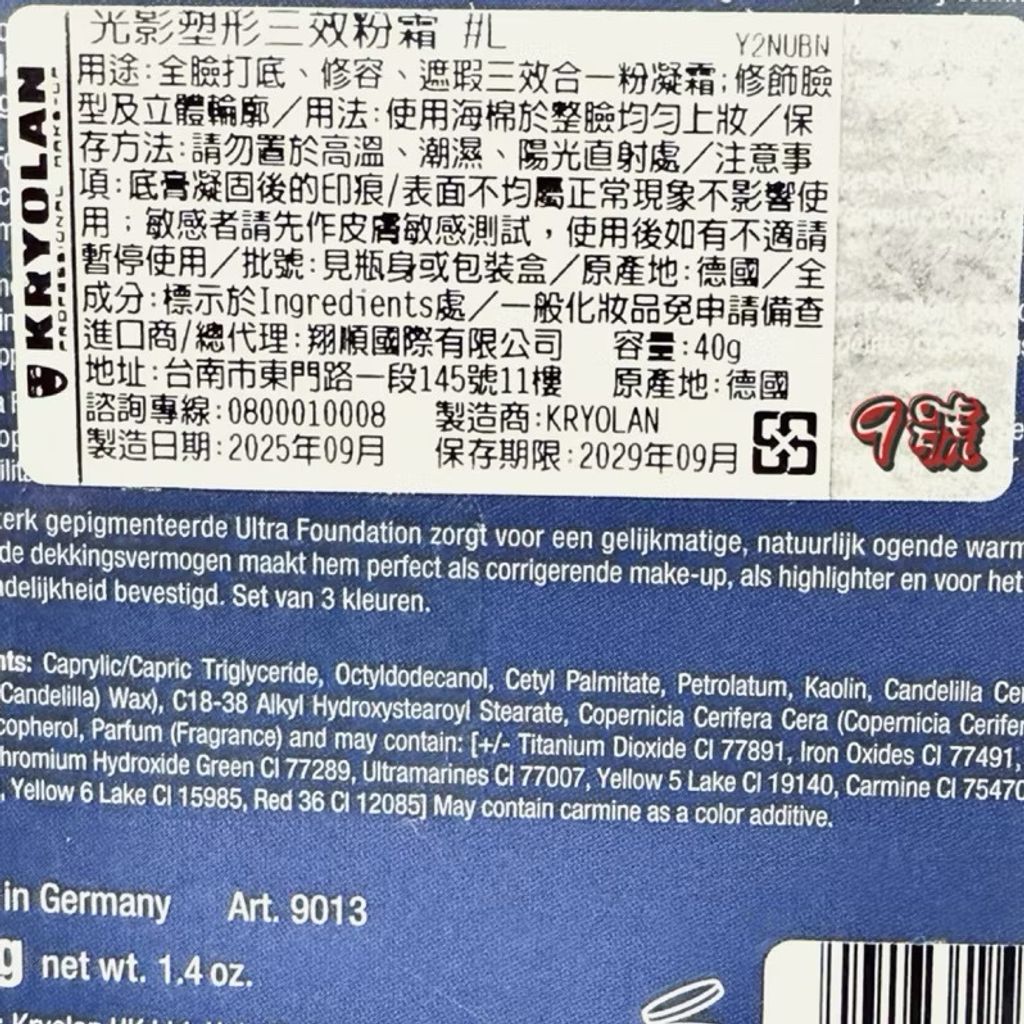 光影塑形三效粉霜 #L
Y2NUBN
KRYOLAN
PROFESSIONAL MAKE-UP
用途:全臉打底、修容、遮瑕三效合一粉凝霜;修飾臉
型及立體輪廓/用法:使用海棉於整臉均勻上妝/保
存方法:請勿置於高溫、潮濕、陽光直射處/注意事
項:底膏凝固後的印痕/表面不均屬正常現象不影響使
用;敏感者請先作皮膚敏感測試,使用後如有不適請
暫停使用/批號:見瓶身或包裝盒/原產地:德國/全
成分:標示於Ingredients處/一般化妝品免申請備查
進口商/總代理:翔順國際有限公司 容量:40g
地址:台南市東門路一段145號11樓 原產地:德國
諮詢專線:0800010008 製造商:KRYOLAN
製造日期:2025年09月 保存期限:2029年09月
9號
terk gepigmenteerde Ultra Foundation zorgt voor een gelijkmatige, natuurlijk ogende warm
de dekkingsvermogen maakt hem perfect als corrigerende make-up, als highlighter en voor het
ndelijkheid bevestigd. Set van 3 kleuren.
nts: Caprylic/Capric Triglyceride, Octyldodecanol, Cetyl Palmitate, Petrolatum, Kaolin, Candelilla Ce
(Candelilla) Wax), C18-38 Alkyl Hydroxystearoyl Stearate, Copernicia Cerifera Cera (Copernicia Cerifer
copherol, Parfum (Fragrance) and may contain: [+/- Titanium Dioxide CI 77891, Iron Oxides CI 77491,
hromium Hydroxide Green CI 77289, Ultramarines CI 77007, Yellow 5 Lake CI 19140, Carmine CI 75470
, Yellow 6 Lake CI 15985, Red 36 CI 12085] May contain carmine as a color additive.
in Germany Art. 9013
g net wt. 1.4 oz.